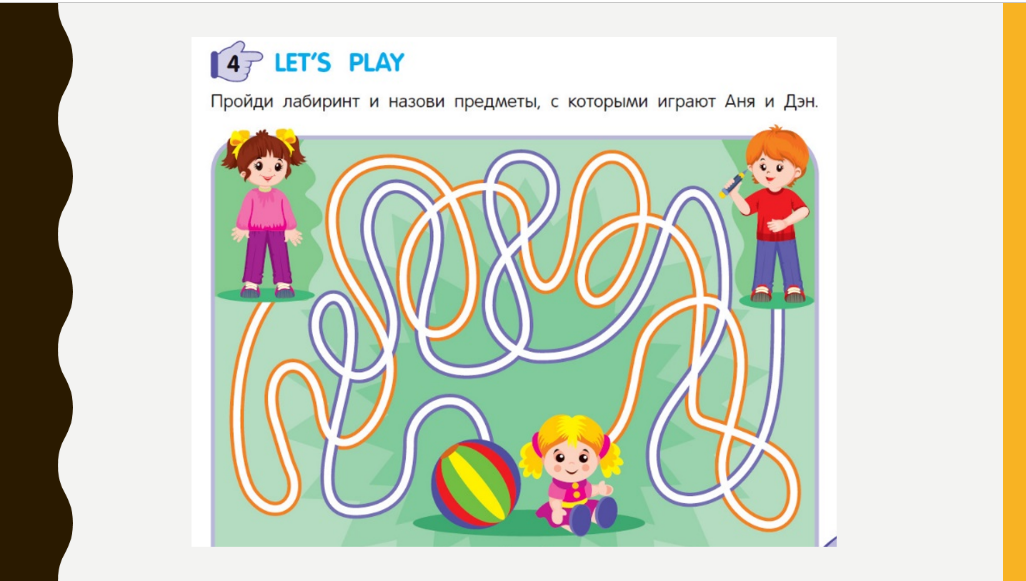 4 LET'S PLAY
Пройди лабиринт и назови предметы, с которыми играют Аня и Дэн.